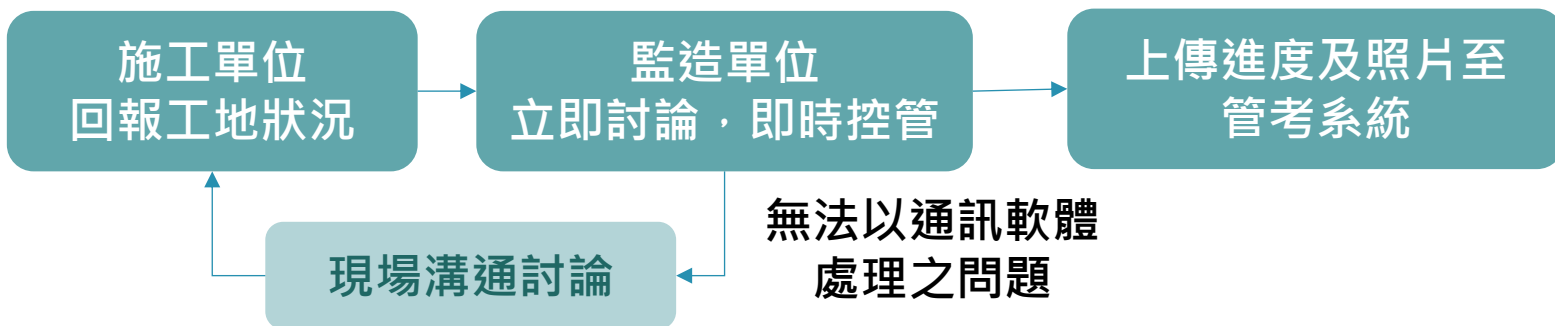 施工單位
回報工地狀況
監造單位
立即討論，即時控管
上傳進度及照片至
管考系統
無法以通訊軟體
處理之問題
現場溝通討論